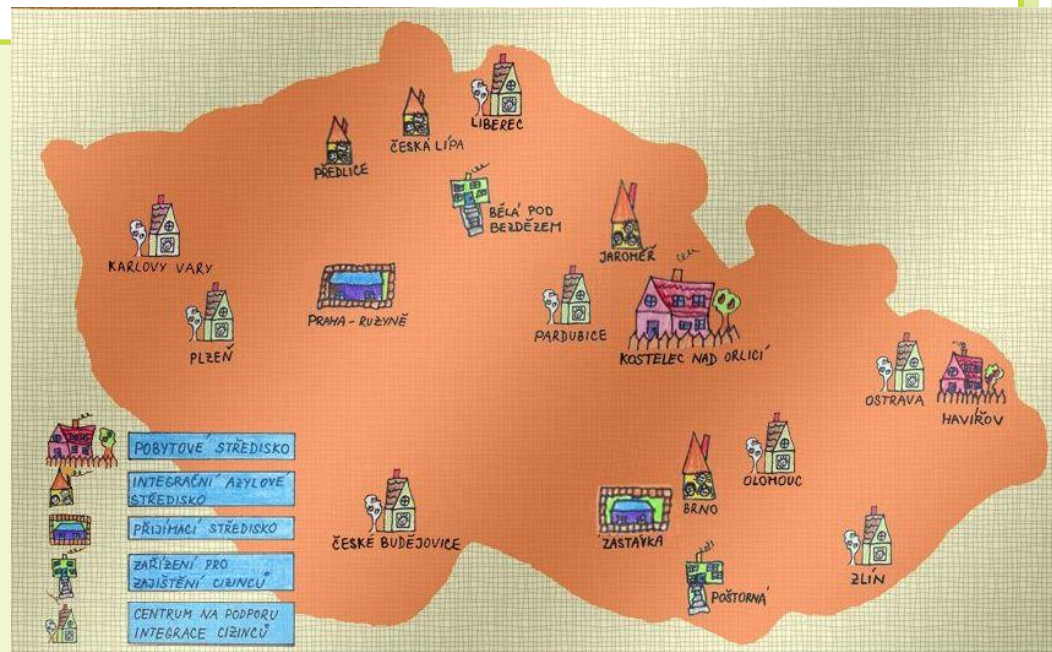 LIBEREC
ČESKÁ LÍPA
PŘEDLICE
BĚLÁ POD
BEZDĚZEM
JAROMĚŘ
KARLOVY VARY
PRAHA - RUZYNĚ
PARDUBICE
PLZEŇ
KOSTELEC NAD ORLICÍ
OSTRAVA
HAVÍŘOV
POBYTOVÉ STŘEDISKO
OLOMOUC
INTEGRAČNÍ AZYLOVÉ
STŘEDISKO
BRNO
PŘIJÍMACÍ STŘEDISKO
ČESKÉ BUDĚJOVICE
ZASTÁVKA
ZLÍN
ZAŘÍZENÍ PRO
ZAJIŠTĚNÍ CIZINCŮ
POŠTORNÁ
CENTRUM NA PODPORU
INTEGRACE CIZINCŮ